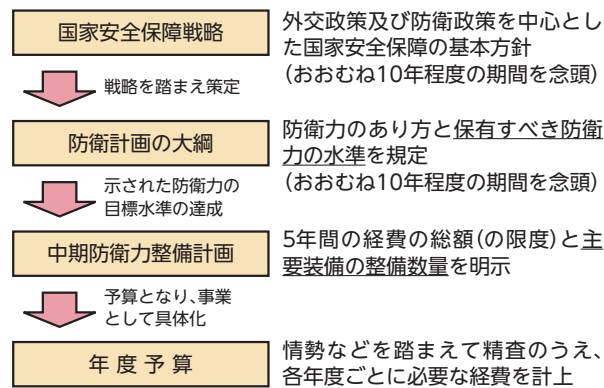 国家安全保障戦略
外交政策及び防衛政策を中心とし
た国家安全保障の基本方針
(おおむね10年程度の期間を念頭)
戦略を踏まえ策定
防衛計画の大綱
防衛力のあり方と保有すべき防衛
力の水準を規定
(おおむね10年程度の期間を念頭)
示された防衛力の
目標水準の達成
中期防衛力整備計画
5年間の経費の総額(の限度)と主
要装備の整備数量を明示
予算となり、事業
として具体化
年度予算
情勢などを踏まえて精査のうえ、
各年度ごとに必要な経費を計上